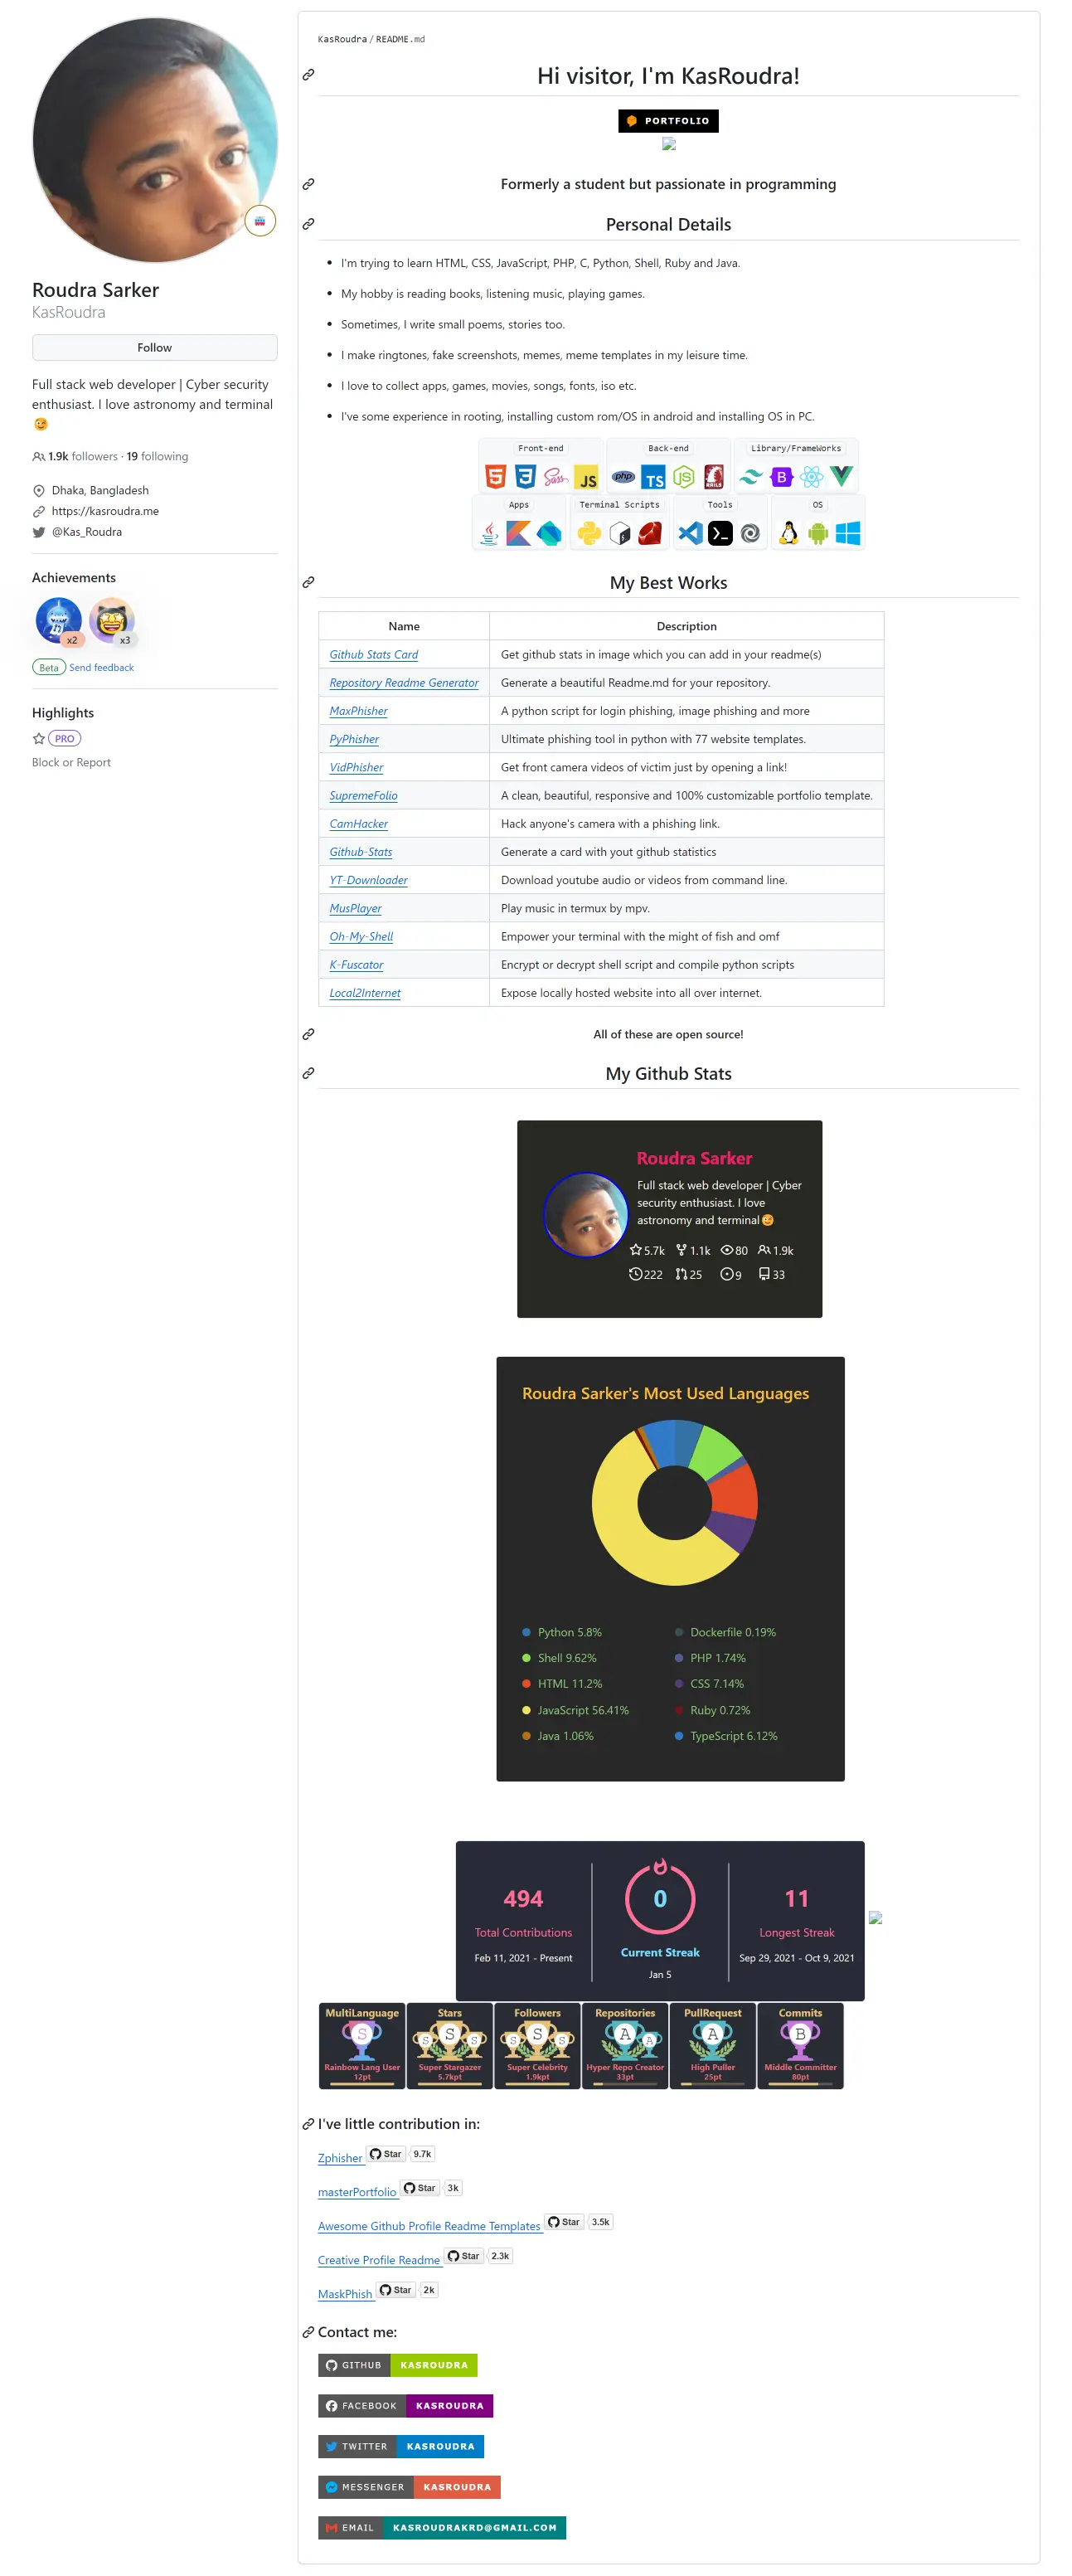 Roudra Sarker
KasRoudra
Follow
Full stack web developer | Cyber security
enthusiast. I love astronomy and terminal
😉
1.9k followers · 19 following
Dhaka, Bangladesh
https://kasroudra.me
@Kas_Roudra
Achievements
x2
x3
Beta Send feedback
Highlights
PRO
Block or Report
KasRoudra / README.md
Hi visitor, I'm KasRoudra!
PORTFOLIO
Formerly a student but passionate in programming
Personal Details
• I'm trying to learn HTML, CSS, JavaScript, PHP, C, Python, Shell, Ruby and Java.
• My hobby is reading books, listening music, playing games.
• Sometimes, I write small poems, stories too.
• I make ringtones, fake screenshots, memes, meme templates in my leisure time.
• I love to collect apps, games, movies, songs, fonts, iso etc.
• I've some experience in rooting, installing custom rom/OS in android and installing OS in PC.
Front-end Back-end Library/FrameWorks
Sass JS php TS RAILS B
Apps Terminal Scripts Tools OS
Java
My Best Works
Name Description
Github Stats Card Get github stats in image which you can add in your readme(s)
Repository Readme Generator Generate a beautiful Readme.md for your repository.
MaxPhisher A python script for login phishing, image phishing and more
PyPhisher Ultimate phishing tool in python with 77 website templates.
VidPhisher Get front camera videos of victim just by opening a link!
SupremeFolio A clean, beautiful, responsive and 100% customizable portfolio template.
CamHacker Hack anyone's camera with a phishing link.
Github-Stats Generate a card with yout github statistics
YT-Downloader Download youtube audio or videos from command line.
MusPlayer Play music in termux by mpv.
Oh-My-Shell Empower your terminal with the might of fish and omf
K-Fuscator Encrypt or decrypt shell script and compile python scripts
Local2Internet Expose locally hosted website into all over internet.
All of these are open source!
My Github Stats
Roudra Sarker
Full stack web developer | Cyber
security enthusiast. I love
astronomy and terminal😉
5.7k 1.1k 80 1.9k
222 25 9 33
Roudra Sarker's Most Used Languages
Python 5.8% Dockerfile 0.19%
Shell 9.62% PHP 1.74%
HTML 11.2% CSS 7.14%
JavaScript 56.41% Ruby 0.72%
Java 1.06% TypeScript 6.12%
494 0 11
Total Contributions Current Streak Longest Streak
Feb 11, 2021 - Present Jan 5 Sep 29, 2021 - Oct 9, 2021
MultiLanguage Stars Followers Repositories PullRequest Commits
S S S S S S S A A A B
Rainbow Lang User Super Stargazer Super Celebrity Hyper Repo Creator High Puller Middle Committer
12pt 5.7kpt 1.9kpt 33pt 25pt 80pt
I've little contribution in:
Zphisher Star 9.7k
masterPortfolio Star 3k
Awesome Github Profile Readme Templates Star 3.5k
Creative Profile Readme Star 2.3k
MaskPhish Star 2k
Contact me:
GITHUB KASROUDRA
FACEBOOK KASROUDRA
TWITTER KASROUDRA
MESSENGER KASROUDRA
EMAIL KASROUDRAKRD@GMAIL.COM